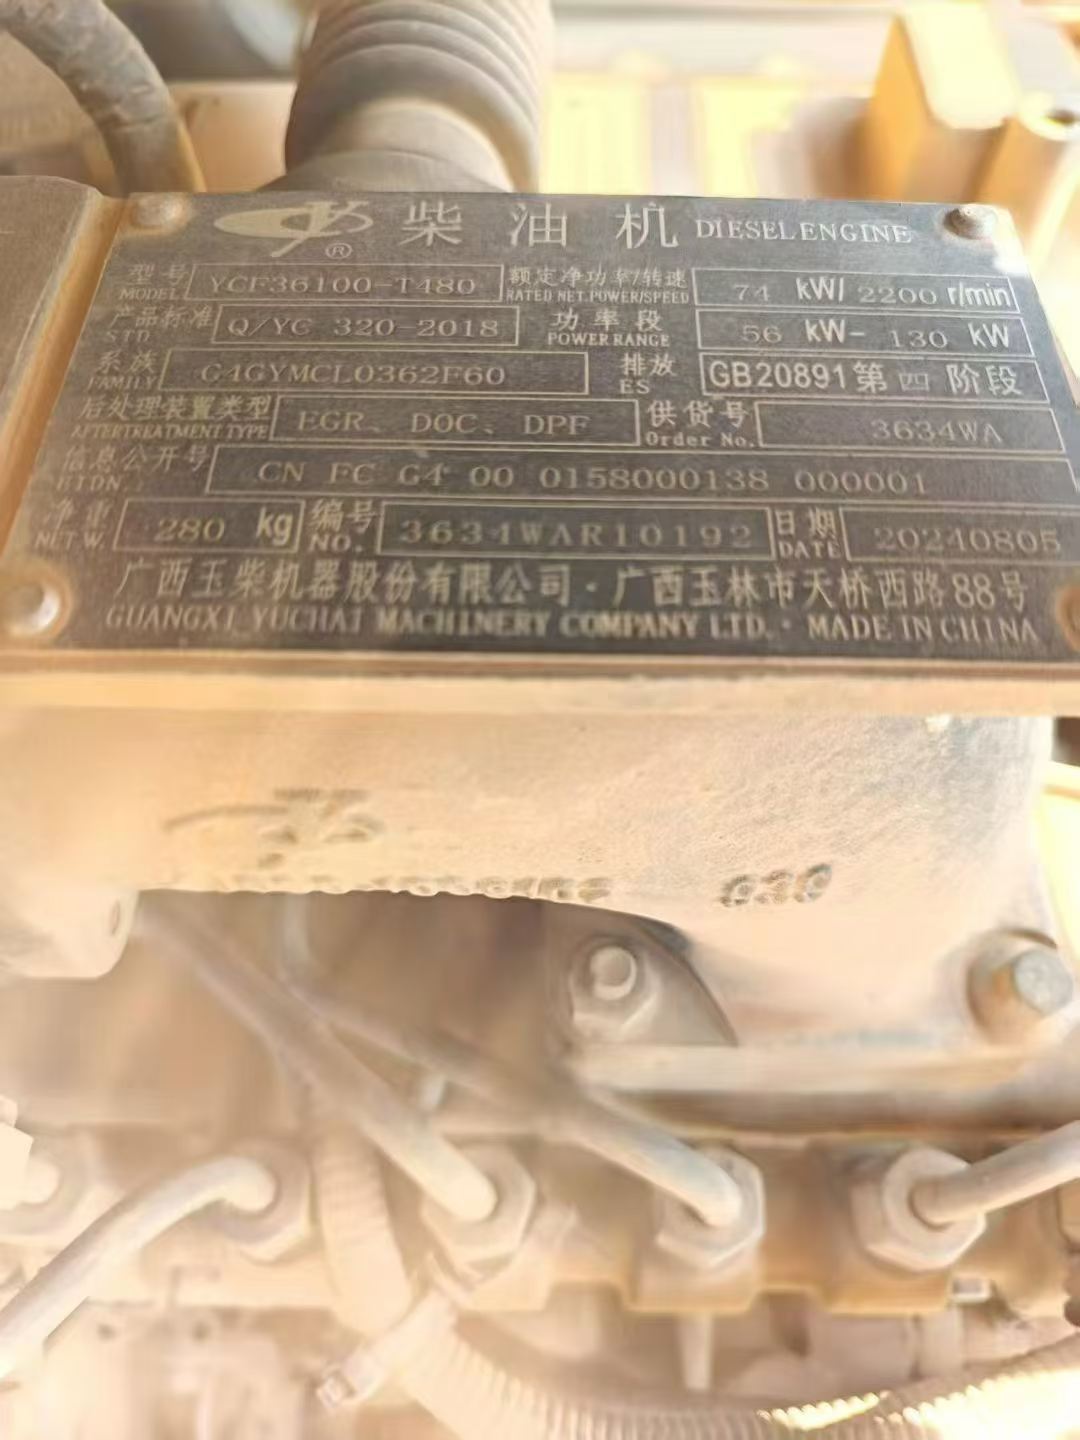 ® 柴油机 DIESEL ENGINE
型号 MODEL YCF36100-T480 额定净功率/转速 RATED NET.POWER/SPEED 74 kW/ 2200 r/min
产品标准 STD Q/YC 320-2018 功率段 POWER RANGE 56 kW- 130 kW
系族 FAMILY G4GYMCL0362F60 排放 ES GB20891第四阶段
后处理装置类型 AFTERTREATMENT TYPE EGR、DOC、DPF 供货号 Order No. 3634WA
信息公开号 CN FC G4 00 0158000138 000001
净重 NET.W. 280 kg 编号 NO. 3634WAR10192 日期 DATE 20240805
广西玉柴机器股份有限公司·广西玉林市天桥西路88号
GUANGXI YUCHAI MACHINERY COMPANY LTD.· MADE IN CHINA
030